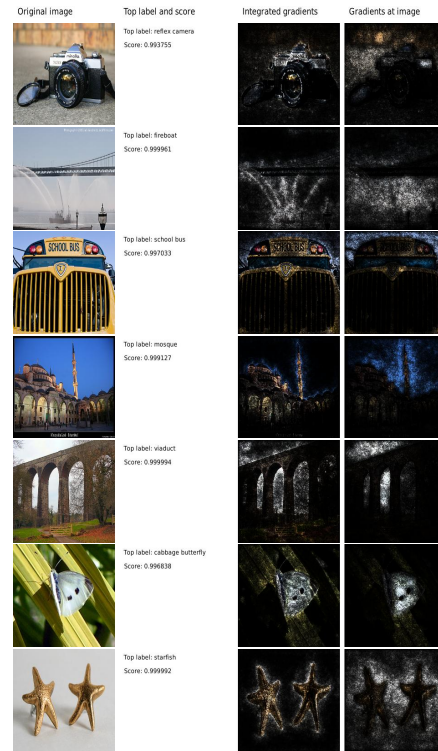 Original image
Top label and score
Integrated gradients
Gradients at image
Top label: reflex camera
Score: 0.993755
Top label: fireboat
Score: 0.999961
SCHOOL BUS
Top label: school bus
Score: 0.997033
Top label: mosque
Score: 0.999127
Top label: viaduct
Score: 0.999994
Top label: cabbage butterfly
Score: 0.996838
Top label: starfish
Score: 0.999992